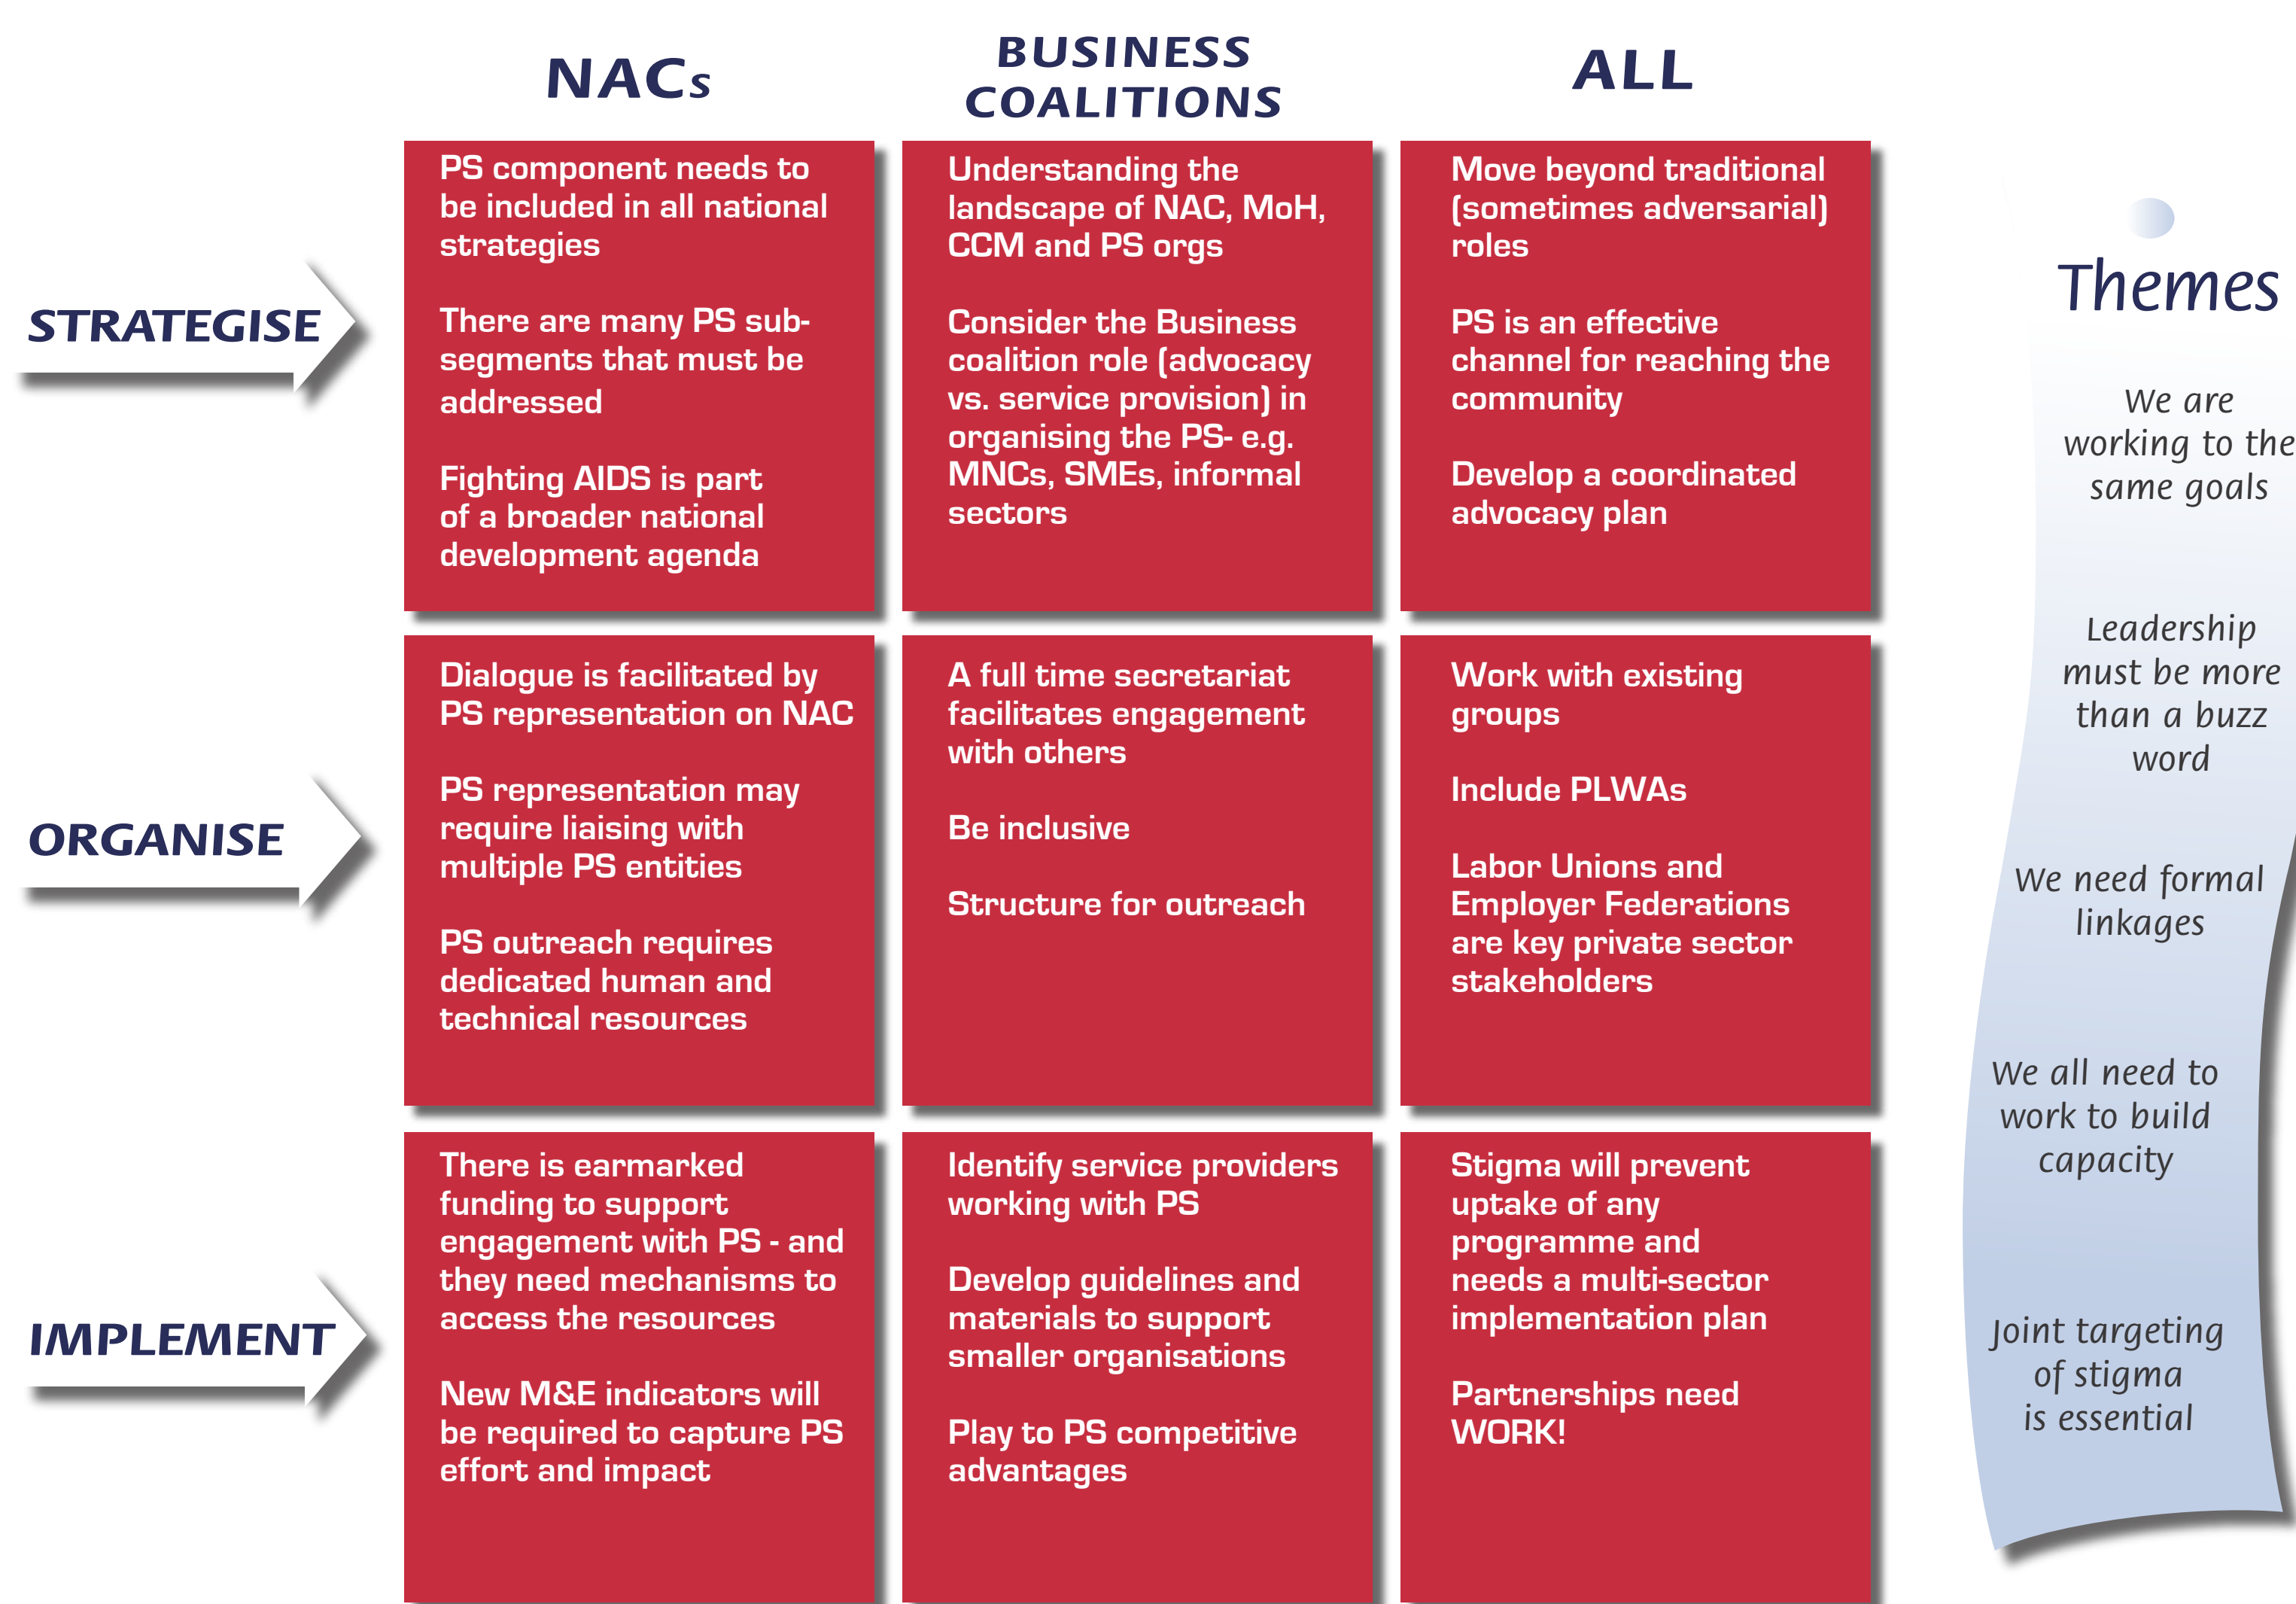 NACs
BUSINESS
COALITIONS
ALL
STRATEGISE
PS component needs to
be included in all national
strategies
There are many PS sub-
segments that must be
addressed
Fighting AIDS is part
of a broader national
development agenda
Understanding the
landscape of NAC, MoH,
CCM and PS orgs
Consider the Business
coalition role (advocacy
vs. service provision) in
organising the PS- e.g.
MNCs, SMEs, informal
sectors
Move beyond traditional
(sometimes adversarial)
roles
PS is an effective
channel for reaching the
community
Develop a coordinated
advocacy plan
ORGANISE
Dialogue is facilitated by
PS representation on NAC
PS representation may
require liaising with
multiple PS entities
PS outreach requires
dedicated human and
technical resources
A full time secretariat
facilitates engagement
with others
Be inclusive
Structure for outreach
Work with existing
groups
Include PLWAs
Labor Unions and
Employer Federations
are key private sector
stakeholders
IMPLEMENT
There is earmarked
funding to support
engagement with PS - and
they need mechanisms to
access the resources
New M&E indicators will
be required to capture PS
effort and impact
Identify service providers
working with PS
Develop guidelines and
materials to support
smaller organisations
Play to PS competitive
advantages
Stigma will prevent
uptake of any
programme and
needs a multi-sector
implementation plan
Partnerships need
WORK!
Themes
We are
working to the
same goals
Leadership
must be more
than a buzz
word
We need formal
linkages
We all need to
work to build
capacity
Joint targeting
of stigma
is essential